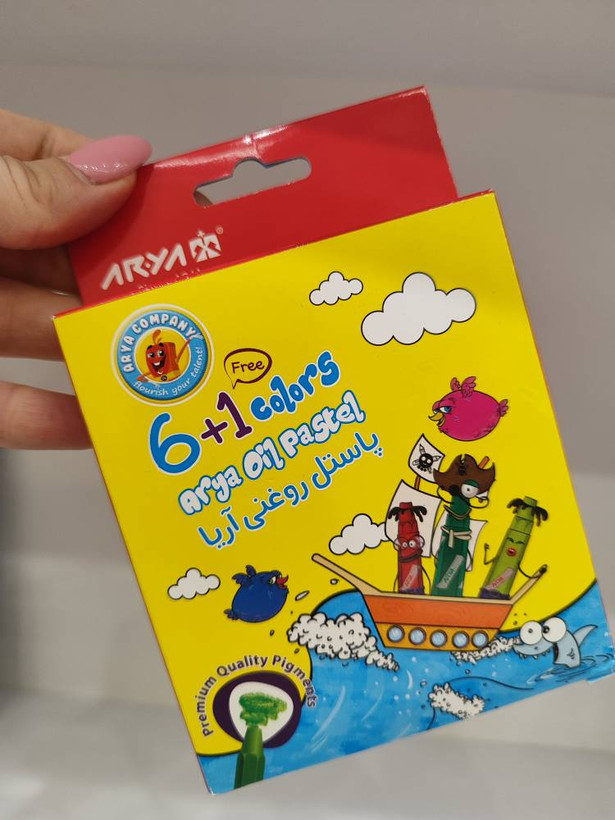 ARYA
ARYA COMPANY
flourish your talent!
Free
6+1 colors
Arya Oil Pastel
پاستل روغنی آریا
Premium Quality Pigments